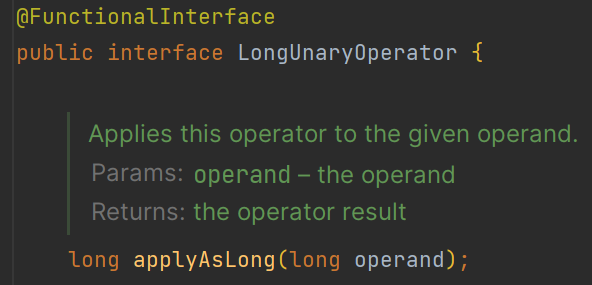 @FunctionalInterface
public interface LongUnaryOperator {
Applies this operator to the given operand.
Params: operand – the operand
Returns: the operator result
long applyAsLong(long operand);